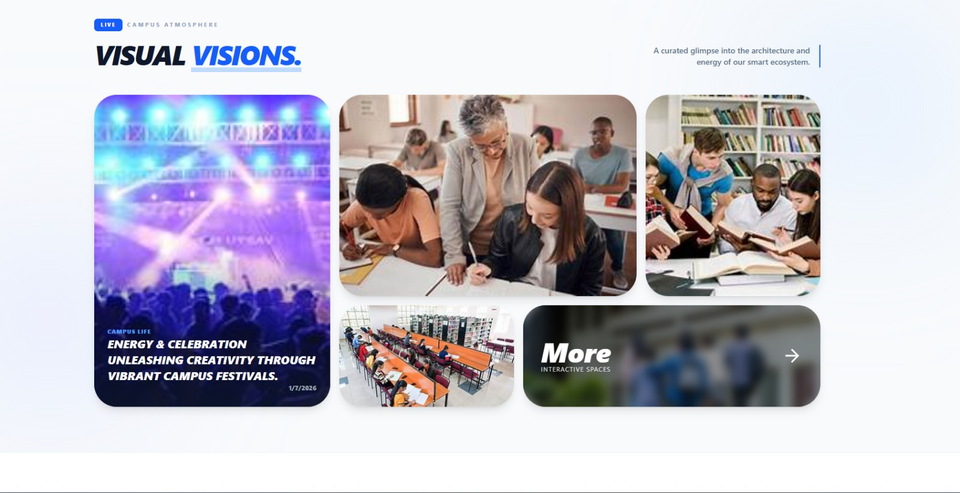 LIVE CAMPUS ATMOSPHERE
VISUAL VISIONS.
A curated glimpse into the architecture and
energy of our smart ecosystem.
UTSAV
CAMPUS LIFE
ENERGY & CELEBRATION
UNLEASHING CREATIVITY THROUGH
VIBRANT CAMPUS FESTIVALS.
1/7/2026
More
INTERACTIVE SPACES